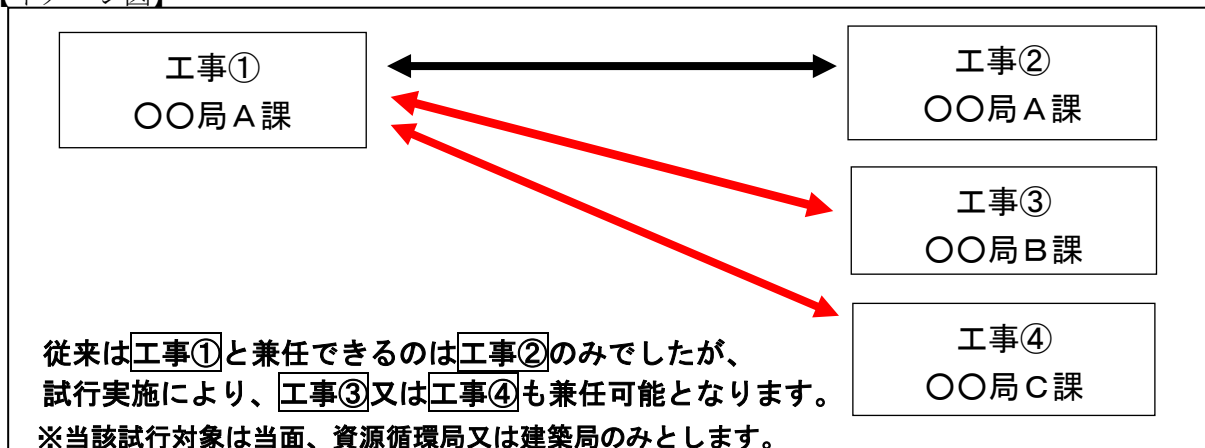 【イメージ図】
工事①
〇〇局A課
工事②
〇〇局A課
工事③
〇〇局B課
工事④
〇〇局C課
従来は工事①と兼任できるのは工事②のみでしたが、
試行実施により、工事③又は工事④も兼任可能となります。
※当該試行対象は当面、資源循環局又は建築局のみとします。